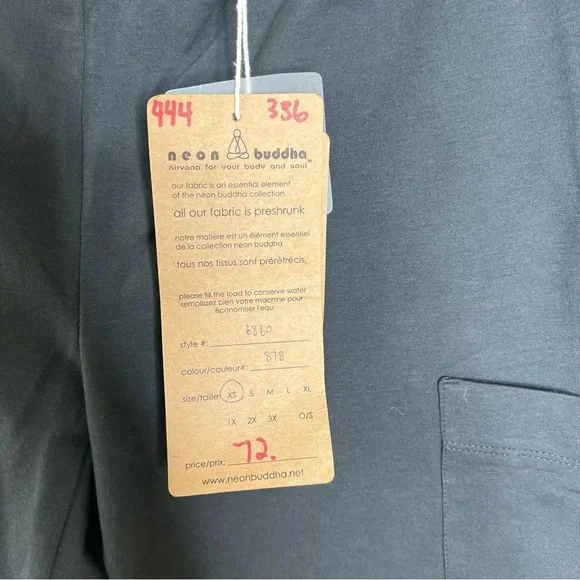 444 356
neon buddha™
nirvana for your body and soul
our fabric is an essential element
of the neon buddha collection
all our fabric is preshrunk
notre matière est un élément essentiel
de la collection neon buddha
tous nos tissus sont prérétrécis
please fill the load to conserve water
remplissez bien votre machine pour
économiser l'eau
style #: 6860
colour/couleur#: 878
size/taille: XS S M L XL
1X 2X 3X O/S
price/prix: 72.
www.neonbuddha.net